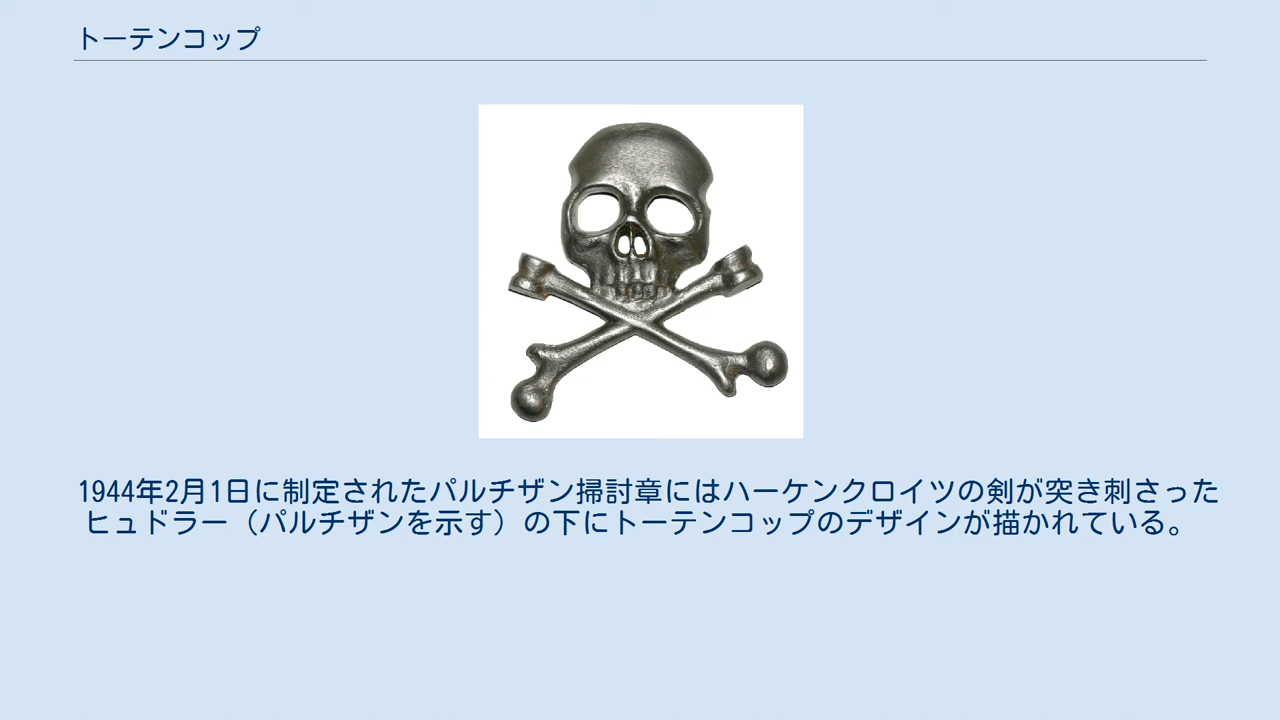 トーテンコップ
1944年2月1日に制定されたパルチザン掃討章にはハーケンクロイツの剣が突き刺さった
ヒュドラー（パルチザンを示す）の下にトーテンコップのデザインが描かれている。